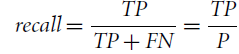 recall = TP / (TP + FN) = TP / P